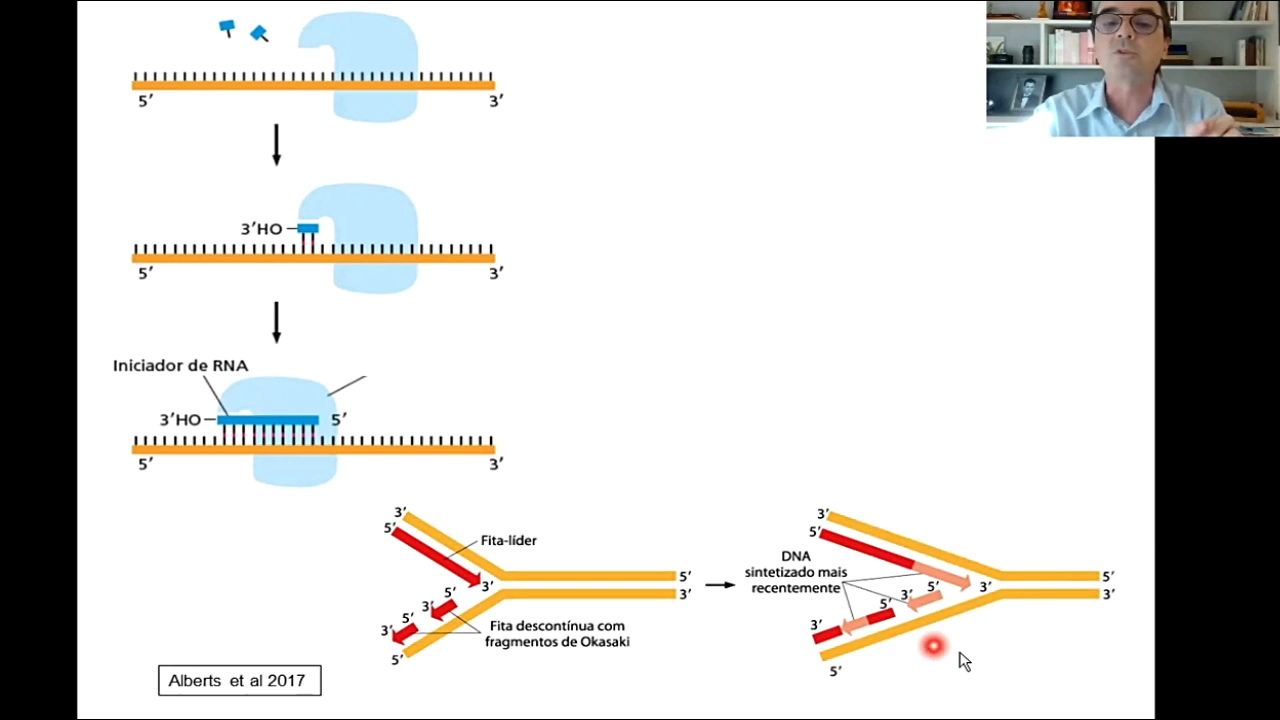 5′
3′
3′HO
5′
3′
Iniciador de RNA
3′HO
5′
5′
3′
3′
5′
Fita-líder
5′
3′
3′
5′
3′
5′
3′
Fita descontínua com
fragmentos de Okasaki
5′
3′
5′
DNA
sintetizado mais
recentemente
5′
3′
3′
5′
3′
5′
3′
5′
Alberts et al 2017